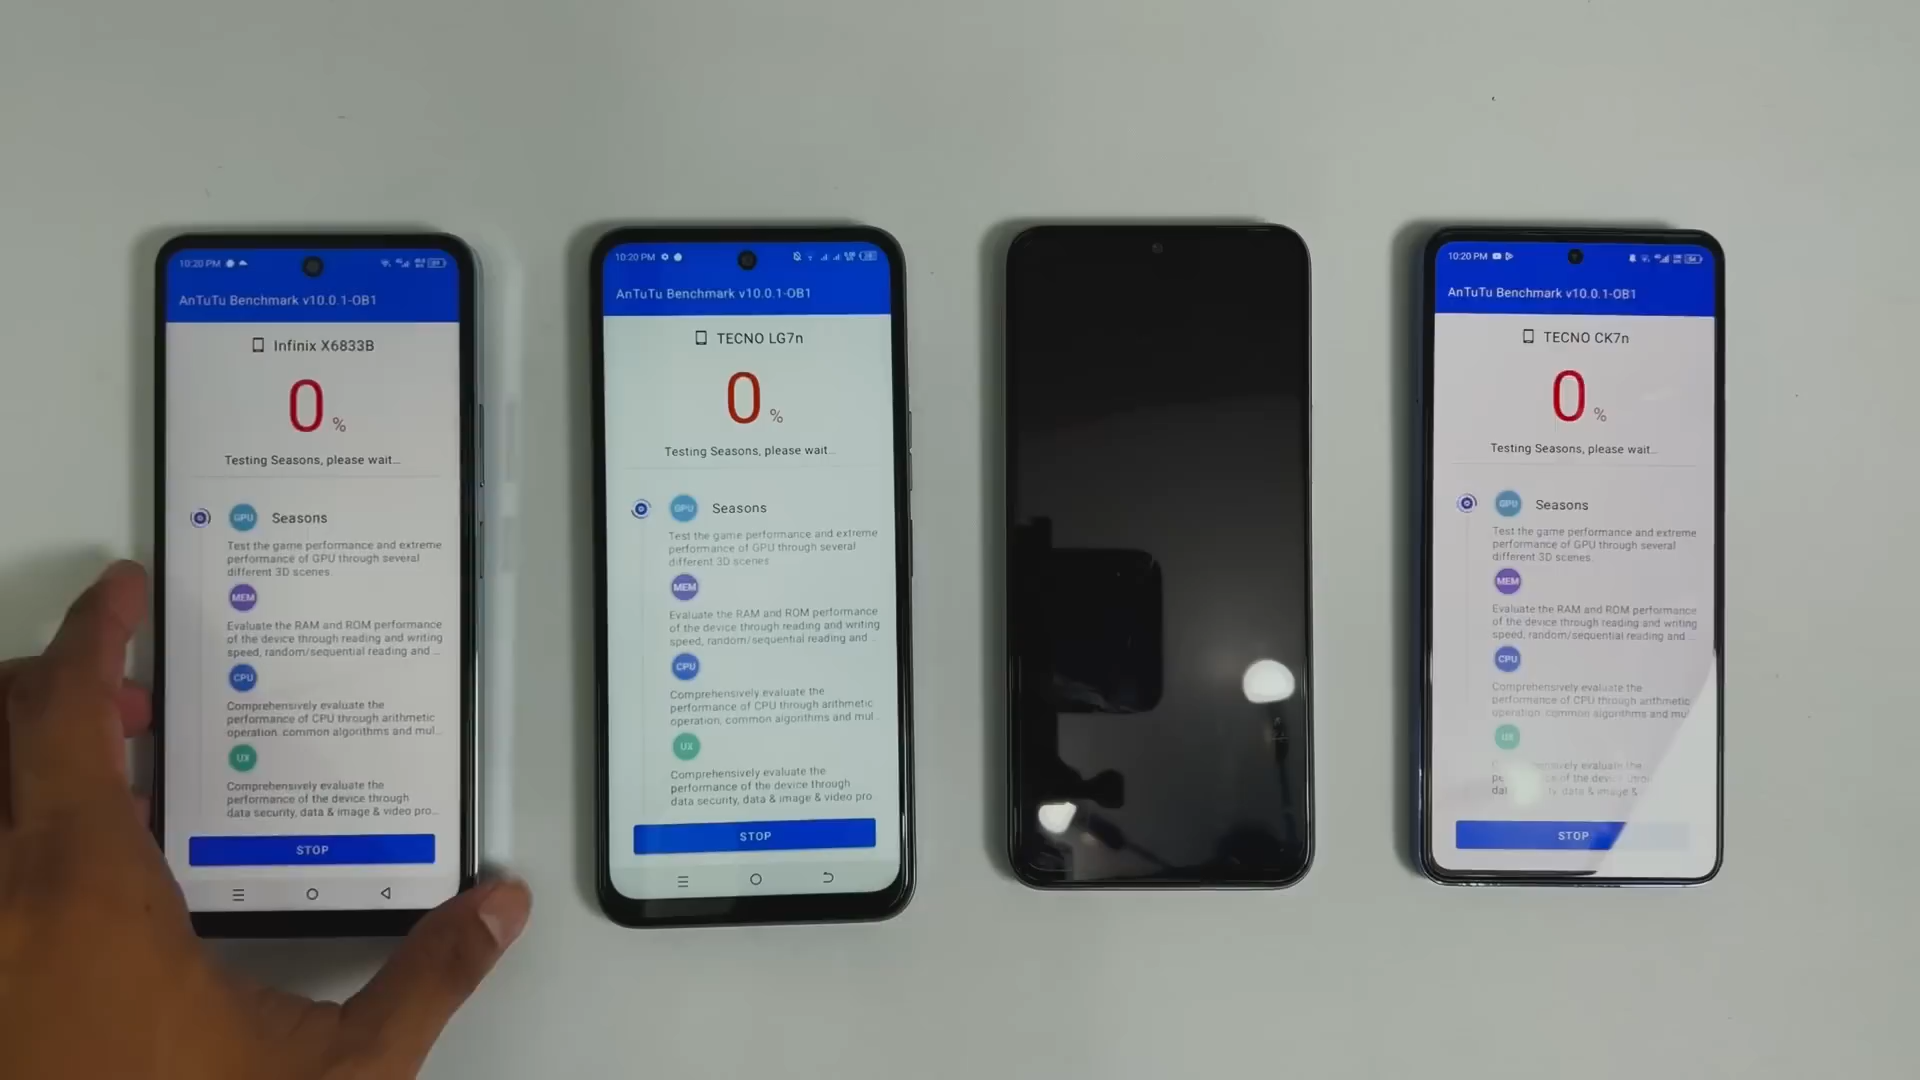 10:20 PM
AnTuTu Benchmark v10.0.1-OB1
Infinix X6833B
0 %
Testing Seasons, please wait...
GPU Seasons
Test the game performance and extreme
performance of GPU through several
different 3D scenes.
MEM
Evaluate the RAM and ROM performance
of the device through reading and writing
speed, random/sequential reading and ...
CPU
Comprehensively evaluate the
performance of CPU through arithmetic
operation, common algorithms and mul...
UX
Comprehensively evaluate the
performance of the device through
data security, data & image & video pro...
STOP
10:20 PM
AnTuTu Benchmark v10.0.1-OB1
TECNO LG7n
0 %
Testing Seasons, please wait...
GPU Seasons
Test the game performance and extreme
performance of GPU through several
different 3D scenes.
MEM
Evaluate the RAM and ROM performance
of the device through reading and writing
speed, random/sequential reading and ...
CPU
Comprehensively evaluate the
performance of CPU through arithmetic
operation, common algorithms and mul...
UX
Comprehensively evaluate the
performance of the device through
data security, data & image & video pro
STOP
10:20 PM
AnTuTu Benchmark v10.0.1-OB1
TECNO CK7n
0 %
Testing Seasons, please wait...
GPU Seasons
Test the game performance and extreme
performance of GPU through several
different 3D scenes.
MEM
Evaluate the RAM and ROM performance
of the device through reading and writing
speed, random/sequential reading and ...
CPU
Comprehensively evaluate the
performance of CPU through arithmetic
operation, common algorithms and mul
UX
evaluate the
of the device
data & image &
STOP